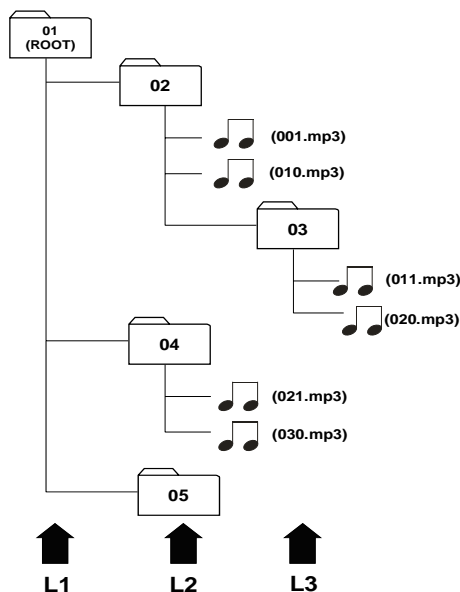 01
(ROOT)
02
(001.mp3)
(010.mp3)
03
(011.mp3)
(020.mp3)
04
(021.mp3)
(030.mp3)
05
L1 L2 L3